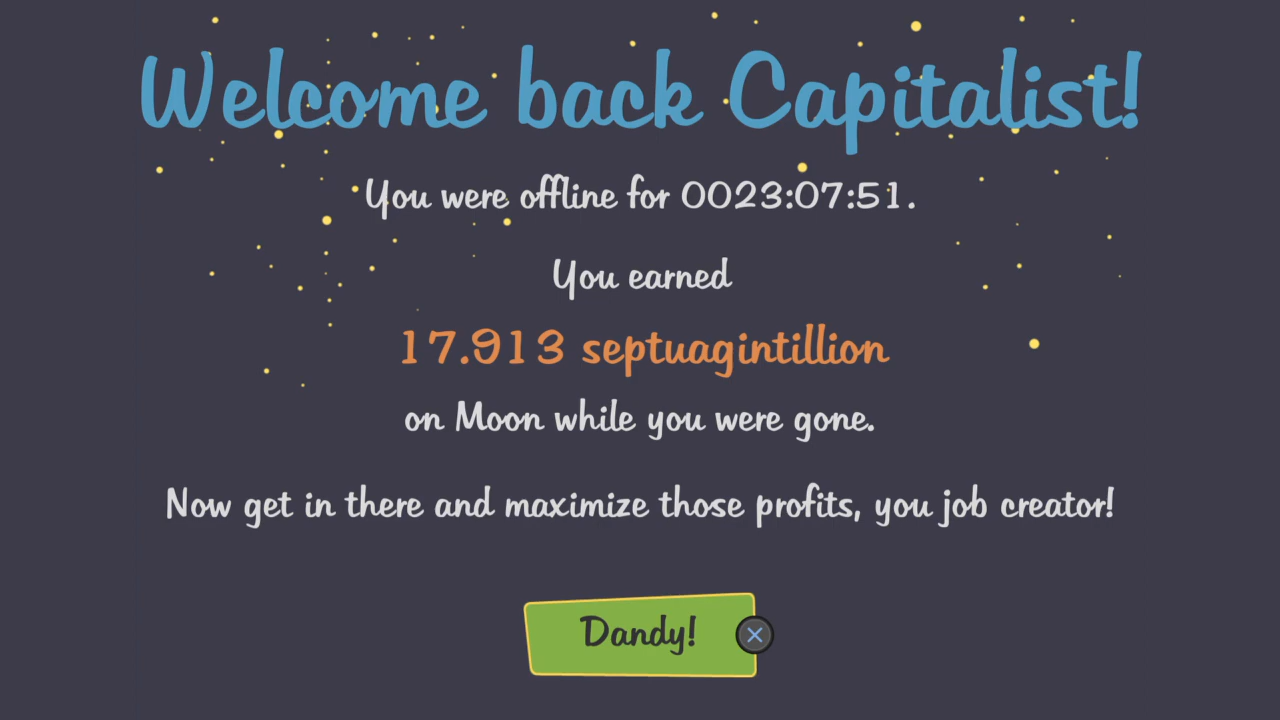 Welcome back Capitalist!
You were offline for 0023:07:51.
You earned
17.913 septuagintillion
on Moon while you were gone.
Now get in there and maximize those profits, you job creator!
Dandy!